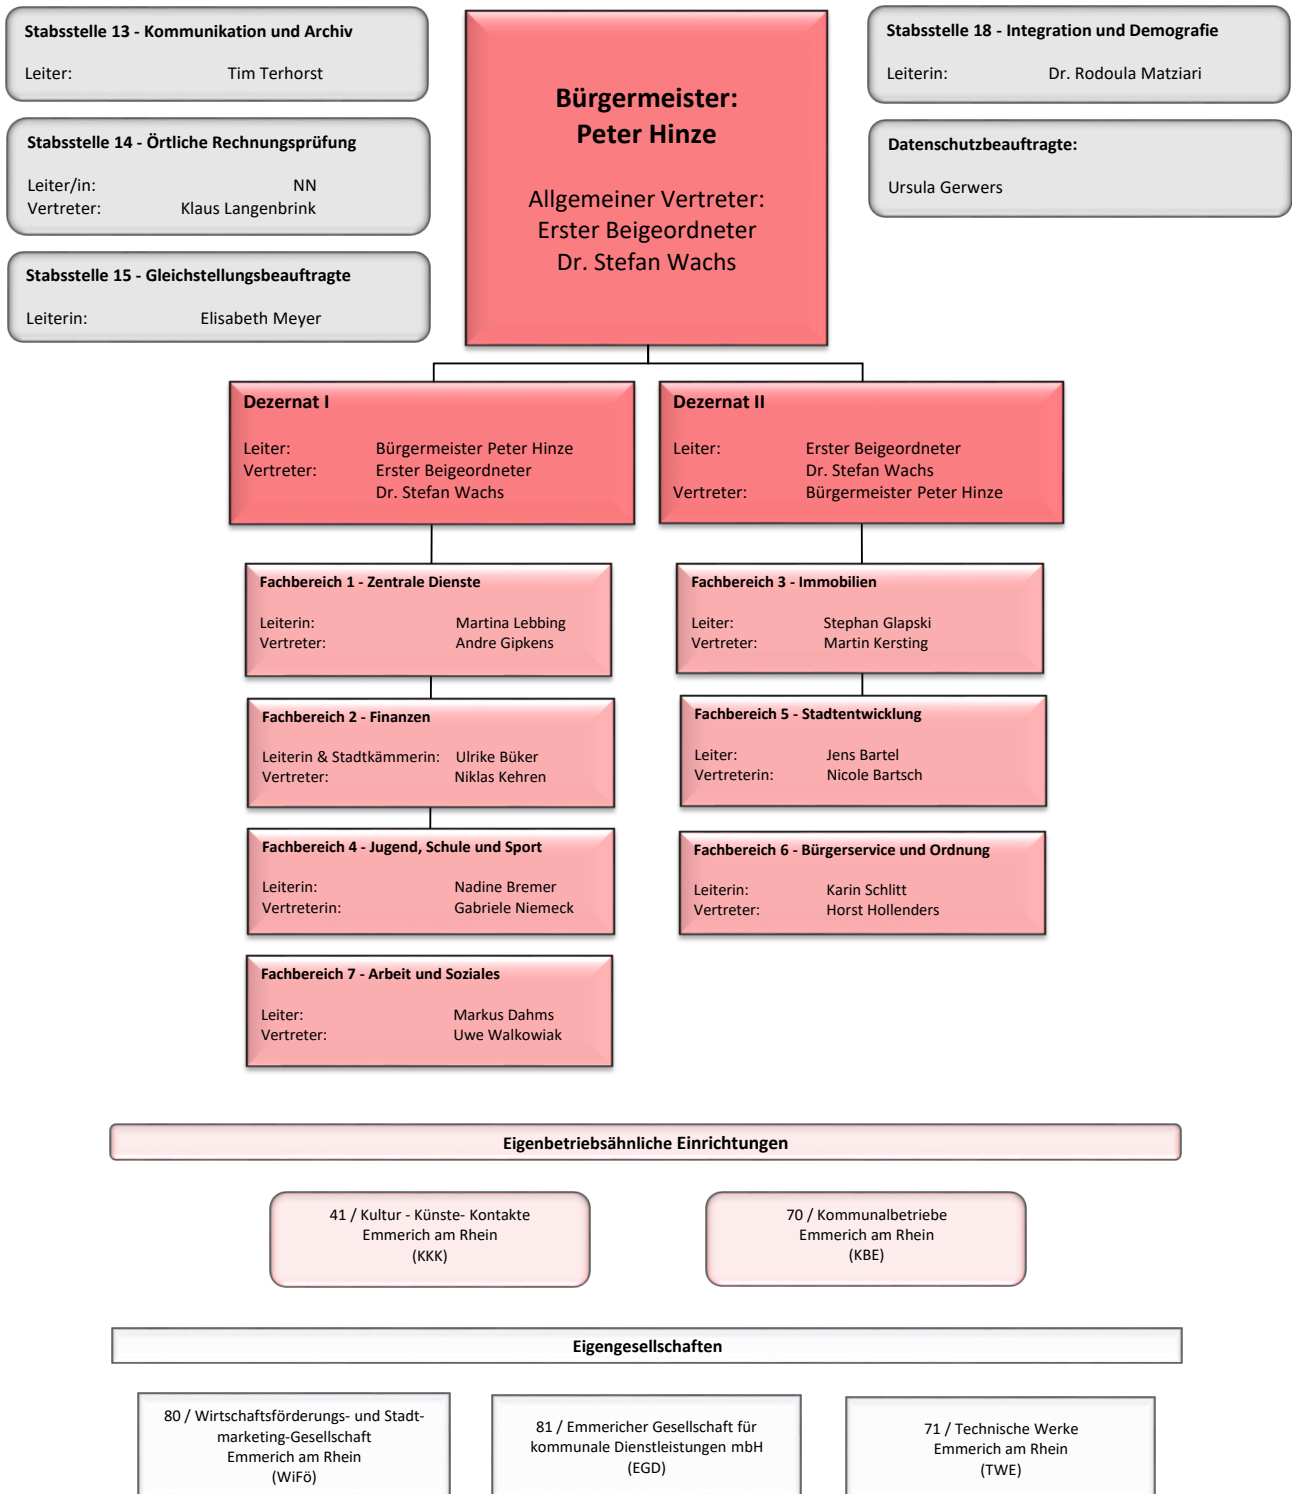 Stabsstelle 13 - Kommunikation und Archiv
Leiter: Tim Terhorst
Stabsstelle 14 - Örtliche Rechnungsprüfung
Leiter/in: NN
Vertreter: Klaus Langenbrink
Stabsstelle 15 - Gleichstellungsbeauftragte
Leiterin: Elisabeth Meyer
Bürgermeister:
Peter Hinze
Allgemeiner Vertreter:
Erster Beigeordneter
Dr. Stefan Wachs
Stabsstelle 18 - Integration und Demografie
Leiterin: Dr. Rodoula Matziari
Datenschutzbeauftragte:
Ursula Gerwers
Dezernat I
Leiter: Bürgermeister Peter Hinze
Vertreter: Erster Beigeordneter
Dr. Stefan Wachs
Dezernat II
Leiter: Erster Beigeordneter
Dr. Stefan Wachs
Vertreter: Bürgermeister Peter Hinze
Fachbereich 1 - Zentrale Dienste
Leiterin: Martina Lebbing
Vertreter: Andre Gipkens
Fachbereich 2 - Finanzen
Leiterin & Stadtkämmerin: Ulrike Büker
Vertreter: Niklas Kehren
Fachbereich 4 - Jugend, Schule und Sport
Leiterin: Nadine Bremer
Vertreterin: Gabriele Niemeck
Fachbereich 7 - Arbeit und Soziales
Leiter: Markus Dahms
Vertreter: Uwe Walkowiak
Fachbereich 3 - Immobilien
Leiter: Stephan Glapski
Vertreter: Martin Kersting
Fachbereich 5 - Stadtentwicklung
Leiter: Jens Bartel
Vertreterin: Nicole Bartsch
Fachbereich 6 - Bürgerservice und Ordnung
Leiterin: Karin Schlitt
Vertreter: Horst Hollenders
Eigenbetriebsähnliche Einrichtungen
41 / Kultur - Künste- Kontakte
Emmerich am Rhein
(KKK)
70 / Kommunalbetriebe
Emmerich am Rhein
(KBE)
Eigengesellschaften
80 / Wirtschaftsförderungs- und Stadt-
marketing-Gesellschaft
Emmerich am Rhein
(WiFö)
81 / Emmericher Gesellschaft für
kommunale Dienstleistungen mbH
(EGD)
71 / Technische Werke
Emmerich am Rhein
(TWE)